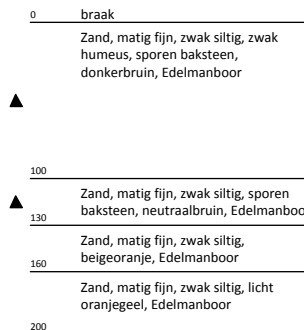 0 braak
Zand, matig fijn, zwak siltig, zwak
humeus, sporen baksteen,
donkerbruin, Edelmanboor
100
Zand, matig fijn, zwak siltig, sporen
baksteen, neutraalbruin, Edelmanboo
130
Zand, matig fijn, zwak siltig,
beigeoranje, Edelmanboor
160
Zand, matig fijn, zwak siltig, licht
oranjegeel, Edelmanboor
200